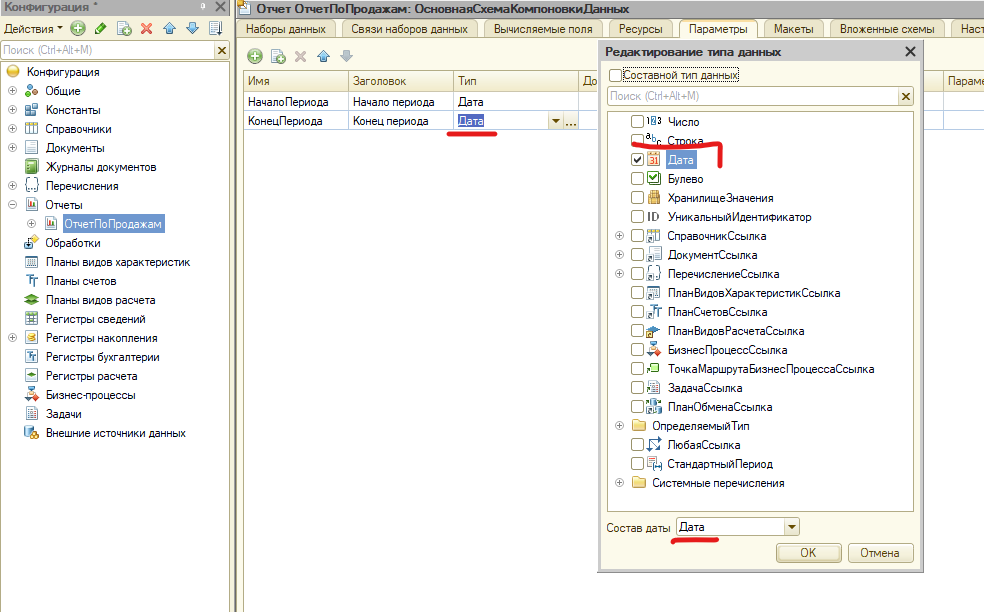 Конфигурация *
Действия
Поиск (Ctrl+Alt+M)
Конфигурация
Общие
Константы
Справочники
Документы
Журналы документов
Перечисления
Отчеты
ОтчетПоПродажам
Обработки
Планы видов характеристик
Планы счетов
Планы видов расчета
Регистры сведений
Регистры накопления
Регистры бухгалтерии
Регистры расчета
Бизнес-процессы
Задачи
Внешние источники данных
Отчет ОтчетПоПродажам: ОсновнаяСхемаКомпоновкиДанных
Наборы данных Связи наборов данных Вычисляемые поля Ресурсы Параметры Макеты Вложенные схемы Наст
Имя Заголовок Тип До Параме
НачалоПериода Начало периода Дата
КонецПериода Конец периода Дата ...
Редактирование типа данных
Составной тип данных
Поиск (Ctrl+Alt+M)
Число
Строка
31 Дата
Булево
ХранилищеЗначения
ID УникальныйИдентификатор
СправочникСсылка
ДокументСсылка
ПеречислениеСсылка
ПланВидовХарактеристикСсылка
ПланСчетовСсылка
ПланВидовРасчетаСсылка
БизнесПроцессСсылка
ТочкаМаршрутаБизнесПроцессаСсылка
ЗадачаСсылка
ПланОбменаСсылка
ОпределяемыйТип
ЛюбаяСсылка
СтандартныйПериод
Системные перечисления
Состав даты Дата
OK Отмена